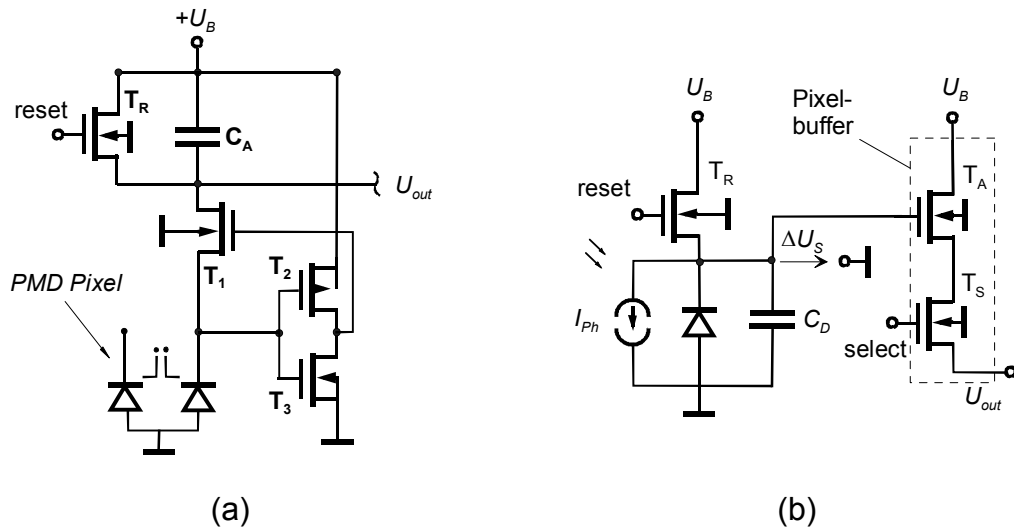 +U_B
reset
T_R
C_A
U_out
T_1
T_2
PMD Pixel
T_3
(a)
U_B
Pixel-
buffer
U_B
T_R
reset
T_A
ΔU_S
I_Ph
C_D
T_S
select
U_out
(b)